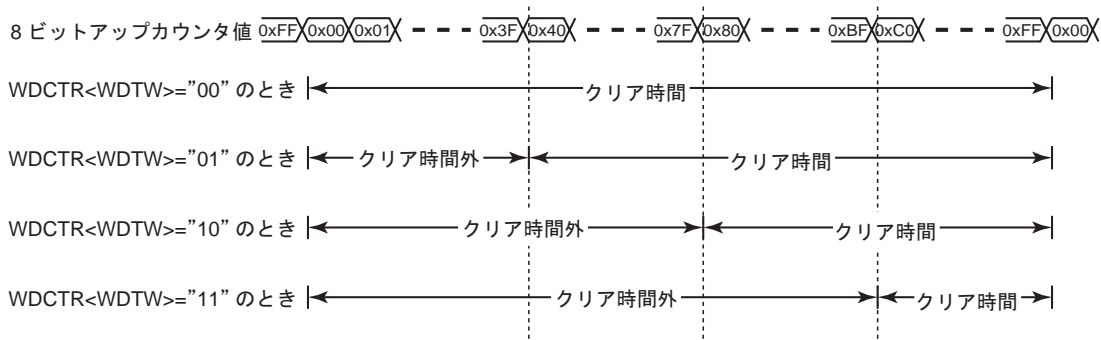 8 ビットアップカウンタ値 0xFF 0x00 0x01 0x3F 0x40 0x7F 0x80 0xBF 0xC0 0xFF 0x00
WDCTR<WDTW>="00" のとき クリア時間
WDCTR<WDTW>="01" のとき クリア時間外 クリア時間
WDCTR<WDTW>="10" のとき クリア時間外 クリア時間
WDCTR<WDTW>="11" のとき クリア時間外 クリア時間